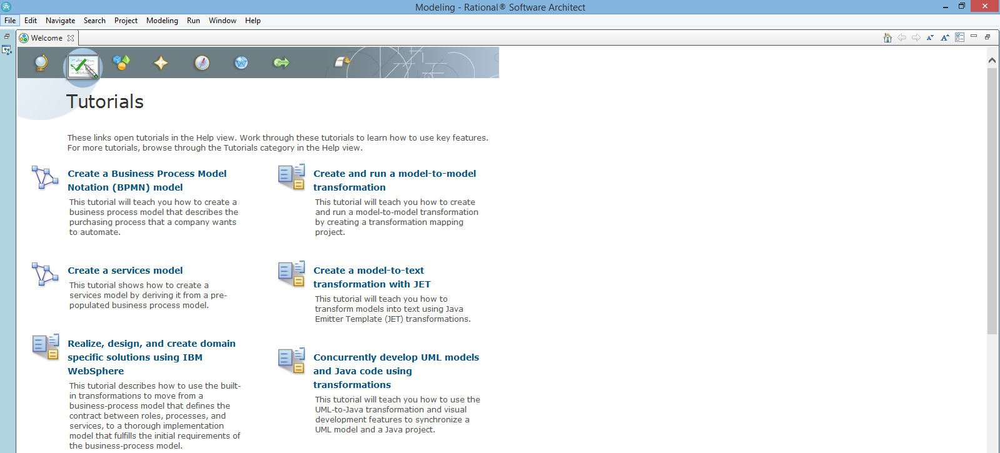 Modeling - Rational® Software Architect
File Edit Navigate Search Project Modeling Run Window Help
Welcome
Tutorials
These links open tutorials in the Help view. Work through these tutorials to learn how to use key features.
For more tutorials, browse through the Tutorials category in the Help view.
Create a Business Process Model
Notation (BPMN) model
This tutorial will teach you how to create a
business process model that describes the
purchasing process that a company wants
to automate.
Create and run a model-to-model
transformation
This tutorial will teach you how to create
and run a model-to-model transformation
by creating a transformation mapping
project.
Create a services model
This tutorial shows how to create a
services model by deriving it from a pre-
populated business process model.
Create a model-to-text
transformation with JET
This tutorial will teach you how to
transform models into text using Java
Emitter Template (JET) transformations.
Realize, design, and create domain
specific solutions using IBM
WebSphere
This tutorial describes how to use the built-
in transformations to move from a
business-process model that defines the
contract between roles, processes, and
services, to a thorough implementation
model that fulfills the initial requirements of
the business-process model.
Concurrently develop UML models
and Java code using
transformations
This tutorial will teach you how to use the
UML-to-Java transformation and visual
development features to synchronize a
UML model and a Java project.